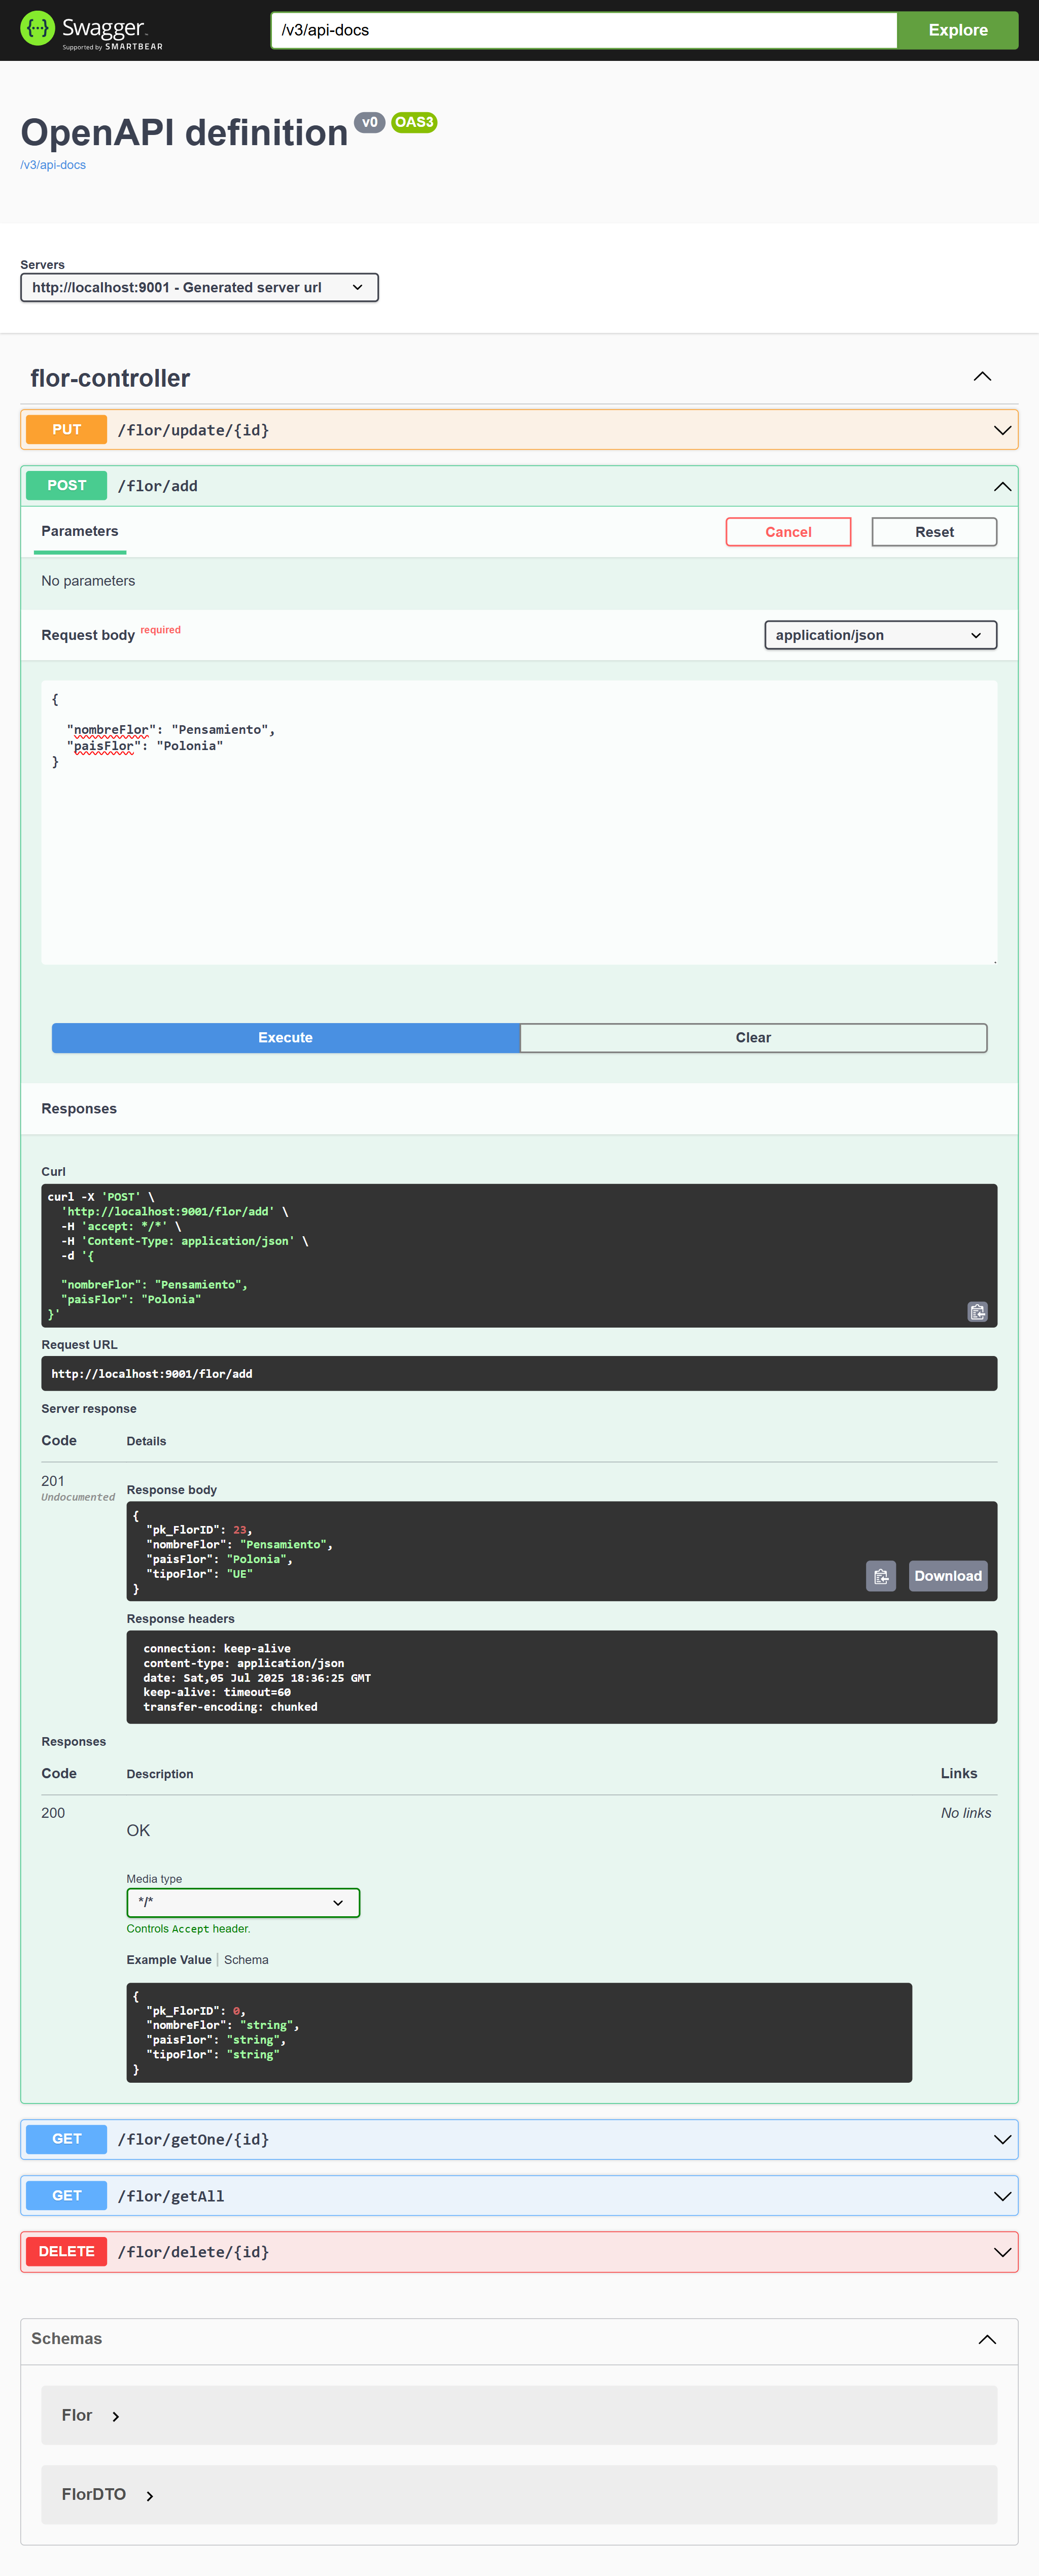 Swagger
Supported by SMARTBEAR
/v3/api-docs
Explore
OpenAPI definition v0 OAS3
/v3/api-docs
Servers
http://localhost:9001 - Generated server url
flor-controller
PUT /flor/update/{id}
POST /flor/add
Parameters
Cancel
Reset
No parameters
Request body required
application/json
{
"nombreFlor": "Pensamiento",
"paisFlor": "Polonia"
}
Execute
Clear
Responses
Curl
curl -X 'POST' \
'http://localhost:9001/flor/add' \
-H 'accept: */*' \
-H 'Content-Type: application/json' \
-d '{
"nombreFlor": "Pensamiento",
"paisFlor": "Polonia"
}'
Request URL
http://localhost:9001/flor/add
Server response
Code Details
201
Undocumented
Response body
{
"pk_FlorID": 23,
"nombreFlor": "Pensamiento",
"paisFlor": "Polonia",
"tipoFlor": "UE"
}
Download
Response headers
connection: keep-alive
content-type: application/json
date: Sat,05 Jul 2025 18:36:25 GMT
keep-alive: timeout=60
transfer-encoding: chunked
Responses
Code Description Links
200
OK
No links
Media type
*/*
Controls Accept header.
Example Value Schema
{
"pk_FlorID": 0,
"nombreFlor": "string",
"paisFlor": "string",
"tipoFlor": "string"
}
GET /flor/getOne/{id}
GET /flor/getAll
DELETE /flor/delete/{id}
Schemas
Flor
FlorDTO